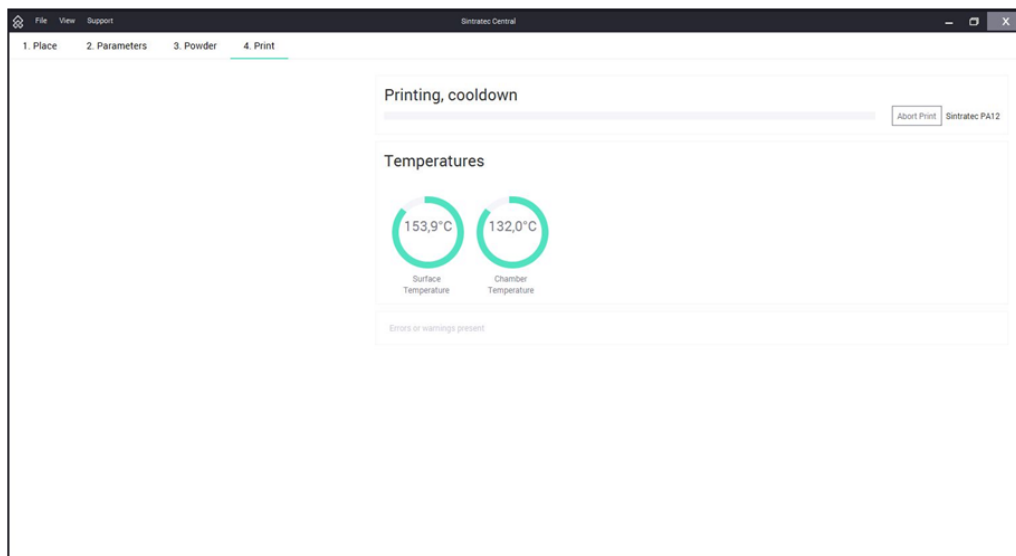 File View Support
Sintratec Central
X
1. Place 2. Parameters 3. Powder 4. Print
Printing, cooldown
Abort Print Sintratec PA12
Temperatures
153,9°C 132,0°C
Surface Temperature
Chamber Temperature
Errors or warnings present